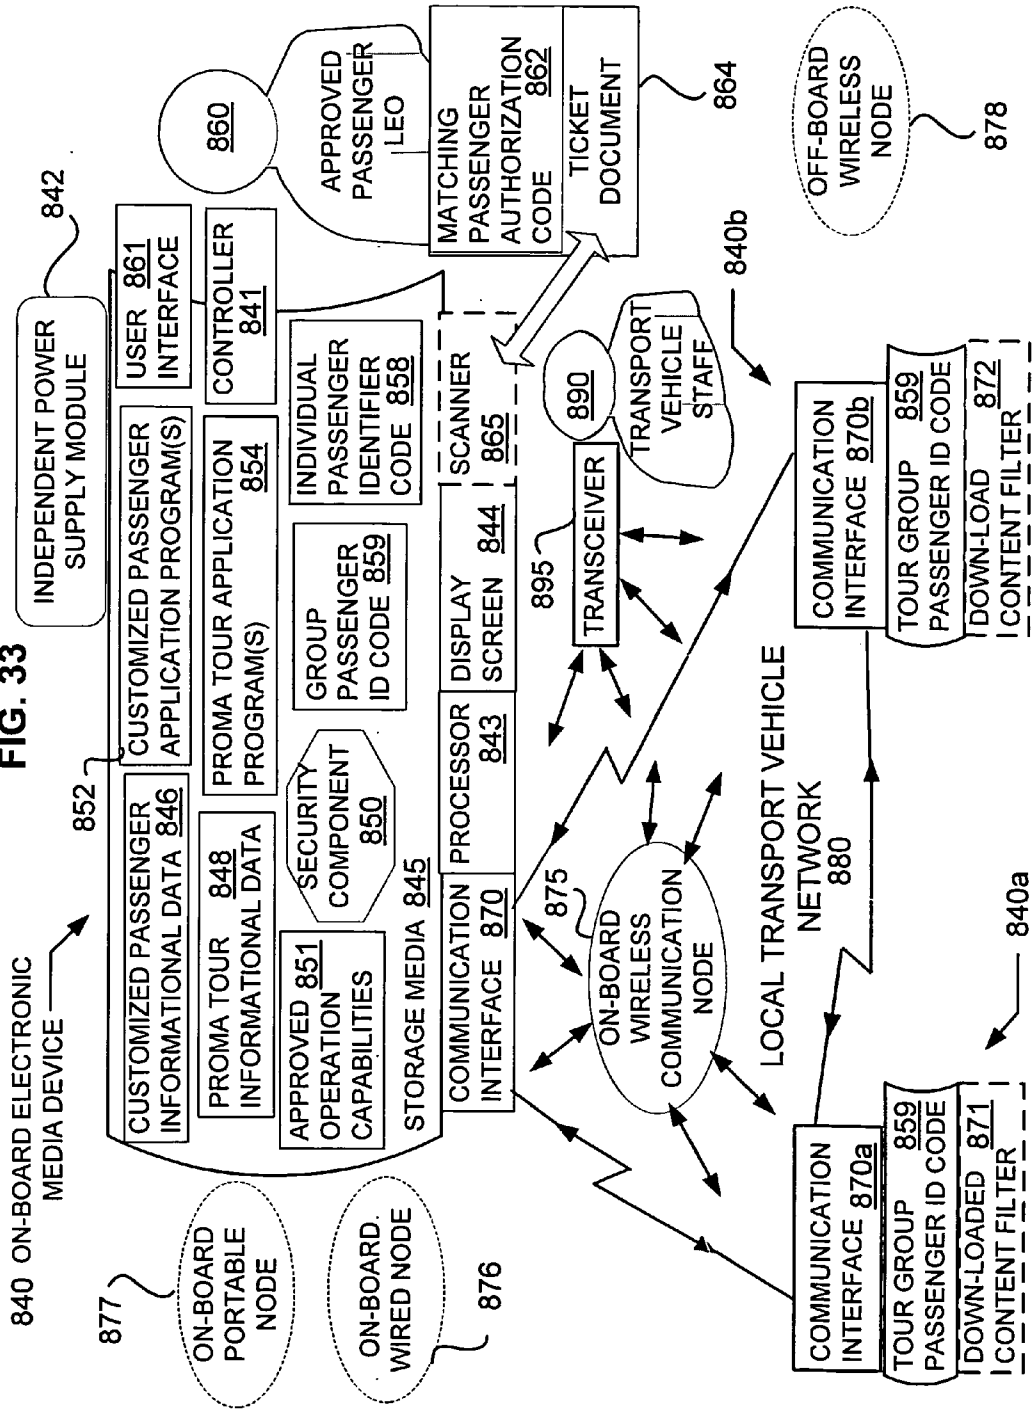 FIG. 33
840 ON-BOARD ELECTRONIC
MEDIA DEVICE
INDEPENDENT POWER
SUPPLY MODULE
842
852
CUSTOMIZED PASSENGER
INFORMATIONAL DATA 846
CUSTOMIZED PASSENGER
APPLICATION PROGRAM(S)
USER 861
INTERFACE
PROMA TOUR 848
INFORMATIONAL DATA
PROMA TOUR APPLICATION
PROGRAM(S) 854
CONTROLLER
841
APPROVED 851
OPERATION
CAPABILITIES
SECURITY
COMPONENT
850
GROUP
PASSENGER
ID CODE 859
INDIVIDUAL
PASSENGER
IDENTIFIER
CODE 858
STORAGE MEDIA 845
COMMUNICATION
INTERFACE 870
PROCESSOR
843
DISPLAY
SCREEN 844
SCANNER
865
860
APPROVED
PASSENGER
LEO
MATCHING
PASSENGER
AUTHORIZATION
CODE 862
TICKET
DOCUMENT
864
877
ON-BOARD
PORTABLE
NODE
ON-BOARD.
WIRED NODE
876
875
ON-BOARD
WIRELESS
COMMUNICATION
NODE
895
TRANSCEIVER
890
TRANSPORT
VEHICLE
STAFF
840b
OFF-BOARD
WIRELESS
NODE
878
LOCAL TRANSPORT VEHICLE
NETWORK
880
840a
COMMUNICATION
INTERFACE 870a
TOUR GROUP 859
PASSENGER ID CODE
DOWN-LOADED 871
CONTENT FILTER
COMMUNICATION
INTERFACE 870b
TOUR GROUP 859
PASSENGER ID CODE
DOWN-LOAD 872
CONTENT FILTER